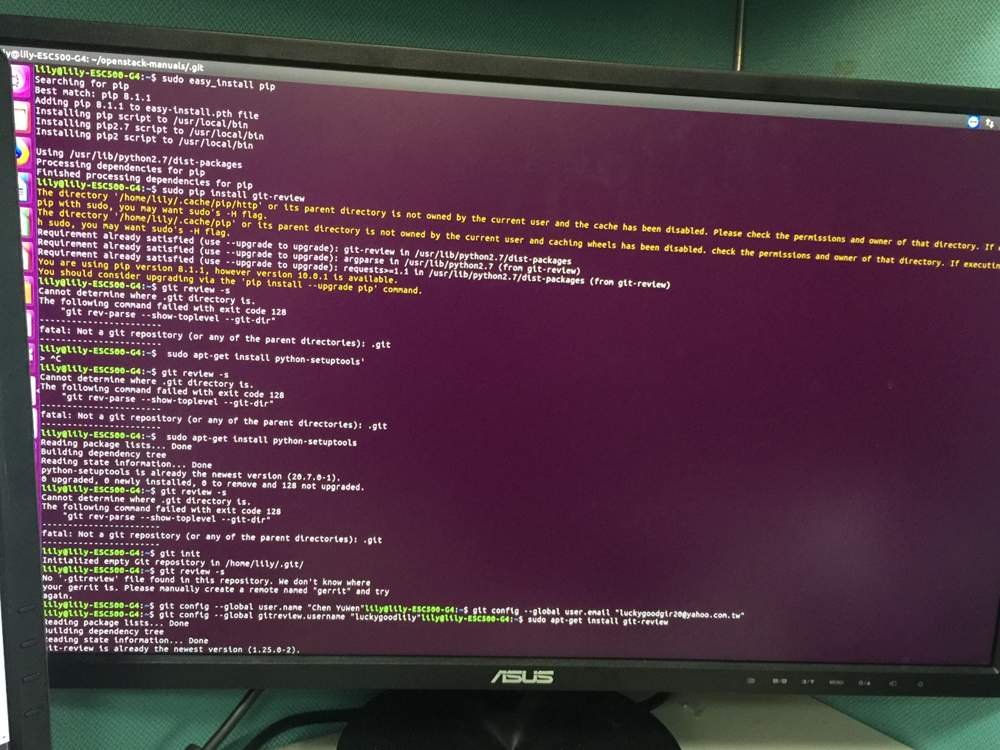 ly@lily-ESC500-G4: ~/openstack-manuals/.git
lily@lily-ESC500-G4:~$ sudo easy_install pip
Searching for pip
Best match: pip 8.1.1
Adding pip 8.1.1 to easy-install.pth file
Installing pip script to /usr/local/bin
Installing pip2.7 script to /usr/local/bin
Installing pip2 script to /usr/local/bin
Using /usr/lib/python2.7/dist-packages
Processing dependencies for pip
Finished processing dependencies for pip
lily@lily-ESC500-G4:~$ sudo pip install git-review
The directory '/home/lily/.cache/pip/http' or its parent directory is not owned by the current user and the cache has been disabled. Please check the permissions and owner of that directory. If
pip with sudo, you may want sudo's -H flag.
The directory '/home/lily/.cache/pip' or its parent directory is not owned by the current user and caching wheels has been disabled. check the permissions and owner of that directory. If executin
h sudo, you may want sudo's -H flag.
Requirement already satisfied (use --upgrade to upgrade): git-review in /usr/lib/python2.7/dist-packages
Requirement already satisfied (use --upgrade to upgrade): argparse in /usr/lib/python2.7 (from git-review)
Requirement already satisfied (use --upgrade to upgrade): requests>=1.1 in /usr/lib/python2.7/dist-packages (from git-review)
You are using pip version 8.1.1, however version 10.0.1 is available.
You should consider upgrading via the 'pip install --upgrade pip' command.
lily@lily-ESC500-G4:~$ git review -s
Cannot determine where .git directory is.
The following command failed with exit code 128
"git rev-parse --show-toplevel --git-dir"
-----------------------
fatal: Not a git repository (or any of the parent directories): .git
-----------------------
lily@lily-ESC500-G4:~$  sudo apt-get install python-setuptools'
> ^C
lily@lily-ESC500-G4:~$ git review -s
Cannot determine where .git directory is.
The following command failed with exit code 128
"git rev-parse --show-toplevel --git-dir"
-----------------------
fatal: Not a git repository (or any of the parent directories): .git
-----------------------
lily@lily-ESC500-G4:~$  sudo apt-get install python-setuptools
Reading package lists... Done
Building dependency tree
Reading state information... Done
python-setuptools is already the newest version (20.7.0-1).
0 upgraded, 0 newly installed, 0 to remove and 128 not upgraded.
lily@lily-ESC500-G4:~$ git review -s
Cannot determine where .git directory is.
The following command failed with exit code 128
"git rev-parse --show-toplevel --git-dir"
-----------------------
fatal: Not a git repository (or any of the parent directories): .git
-----------------------
lily@lily-ESC500-G4:~$ git init
Initialized empty Git repository in /home/lily/.git/
lily@lily-ESC500-G4:~$ git review -s
No '.gitreview' file found in this repository. We don't know where
your gerrit is. Please manually create a remote named "gerrit" and try
again.
lily@lily-ESC500-G4:~$ git config --global user.name "Chen YuWen"lily@lily-ESC500-G4:~$ git config --global user.email "luckygoodgir20@yahoo.com.tw"
lily@lily-ESC500-G4:~$ git config --global gitreview.username "luckygoodlily"lily@lily-ESC500-G4:~$ sudo apt-get install git-review
Reading package lists... Done
Building dependency tree
Reading state information... Done
git-review is already the newest version (1.25.0-2).
ASUS
MENU